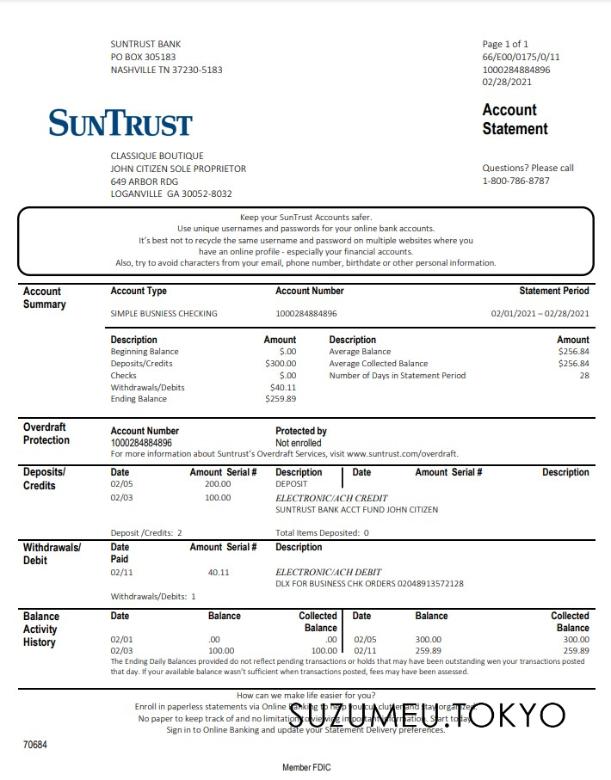 SUNTRUST BANK
PO BOX 305183
NASHVILLE TN 37230-5183
Page 1 of 1
66/E00/0175/0/11
1000284884896
02/28/2021
SUNTRUST
Account
Statement
CLASSIQUE BOUTIQUE
JOHN CITIZEN SOLE PROPRIETOR
649 ARBOR RDG
LOGANVILLE GA 30052-8032
Questions? Please call
1-800-786-8787
Keep your SunTrust Accounts safer.
Use unique usernames and passwords for your online bank accounts.
It's best not to recycle the same username and password on multiple websites where you
have an online profile - especially your financial accounts.
Also, try to avoid characters from your email, phone number, birthdate or other personal information.
Account Summary
Account Type Account Number Statement Period
SIMPLE BUSNIESS CHECKING 1000284884896 02/01/2021 – 02/28/2021
Description Amount Description Amount
Beginning Balance $.00 Average Balance $256.84
Deposits/Credits $300.00 Average Collected Balance $256.84
Checks $.00 Number of Days in Statement Period 28
Withdrawals/Debits $40.11
Ending Balance $259.89
Overdraft Protection
Account Number Protected by
1000284884896 Not enrolled
For more information about Suntrust's Overdraft Services, visit www.suntrust.com/overdraft.
Deposits/ Credits
Date Amount Serial # Description Date Amount Serial # Description
02/05 200.00 DEPOSIT
02/03 100.00 ELECTRONIC/ACH CREDIT
SUNTRUST BANK ACCT FUND JOHN CITIZEN
Deposit /Credits: 2 Total Items Deposited: 0
Withdrawals/ Debit
Date Paid Amount Serial # Description
02/11 40.11 ELECTRONIC/ACH DEBIT
DLX FOR BUSINESS CHK ORDERS 02048913572128
Withdrawals/Debits: 1
Balance Activity History
Date Balance Collected Balance Date Balance Collected Balance
02/01 .00 .00 02/05 300.00 300.00
02/03 100.00 100.00 02/11 259.89 259.89
The Ending Daily Balances provided do not reflect pending transactions or holds that may have been outstanding wen your transactions posted
that day. If your available balance wasn't sufficient when transactions posted, fees may have been assessed.
How can we make life easier for you?
Enroll in paperless statements via Online Banking to help you cut clutter and stay organized.
No paper to keep track of and no limitation to viewing important information. Start today
Sign in to Online Banking and update your Statement Delivery preferences.
SUZUMEU.TOKYO
70684
Member FDIC